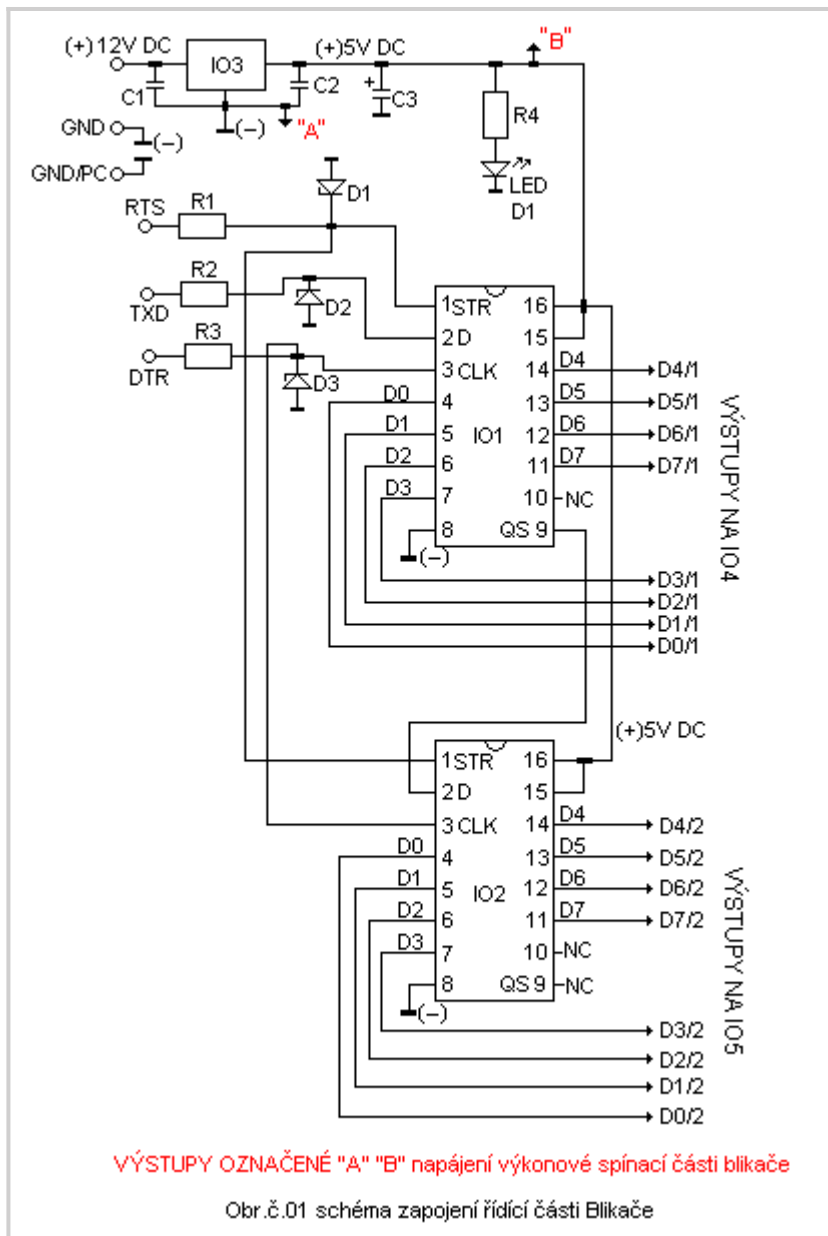 (+)12V DC
IO3
(+)5V DC
"B"
C1
C2
C3
R4
GND
(−)
(−)
"A"
GND/PC
LED
D1
D1
RTS
R1
R2
TXD
D2
R3
DTR
D3
1 STR
16
2 D
15
3 CLK
14
D4
D4/1
D0
4
13
D5
D5/1
D1
5
IO1
12
D6
D6/1
D2
6
11
D7
D7/1
D3
7
10
NC
8
QS 9
(−)
D3/1
D2/1
D1/1
D0/1
VÝSTUPY NA IO4
(+)5V DC
1 STR
16
2 D
15
3 CLK
14
D4
D4/2
D0
4
13
D5
D5/2
D1
5
IO2
12
D6
D6/2
D2
6
11
D7
D7/2
D3
7
10
NC
8
QS 9
NC
(−)
D3/2
D2/2
D1/2
D0/2
VÝSTUPY NA IO5
VÝSTUPY OZNAČENÉ "A" "B" napájení výkonové spínací části blikače
Obr.č.01 schéma zapojení řídící části Blikače